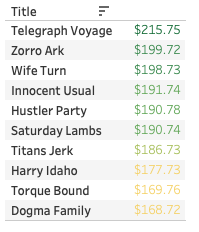 Title
Telegraph Voyage $215.75
Zorro Ark $199.72
Wife Turn $198.73
Innocent Usual $191.74
Hustler Party $190.78
Saturday Lambs $190.74
Titans Jerk $186.73
Harry Idaho $177.73
Torque Bound $169.76
Dogma Family $168.72